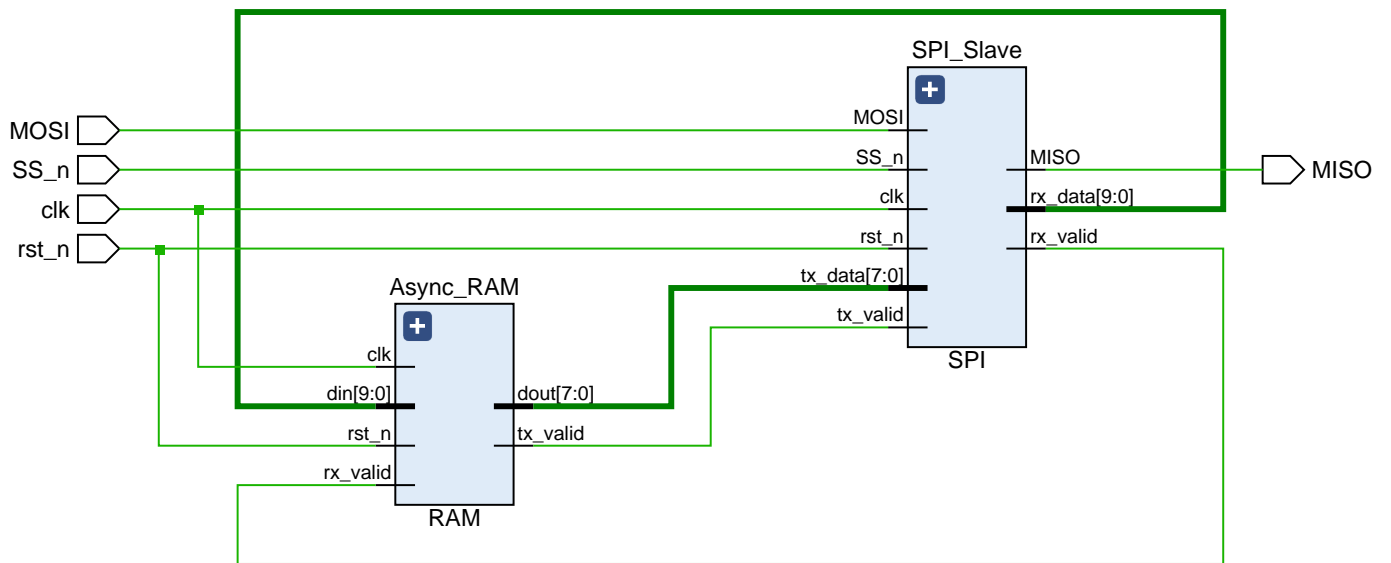 SPI_Slave
MOSI
SS_n
clk
rst_n
MOSI
SS_n
clk
rst_n
tx_data[7:0]
tx_valid
MISO
rx_data[9:0]
rx_valid
SPI
MISO
Async_RAM
clk
din[9:0]
rst_n
rx_valid
dout[7:0]
tx_valid
RAM